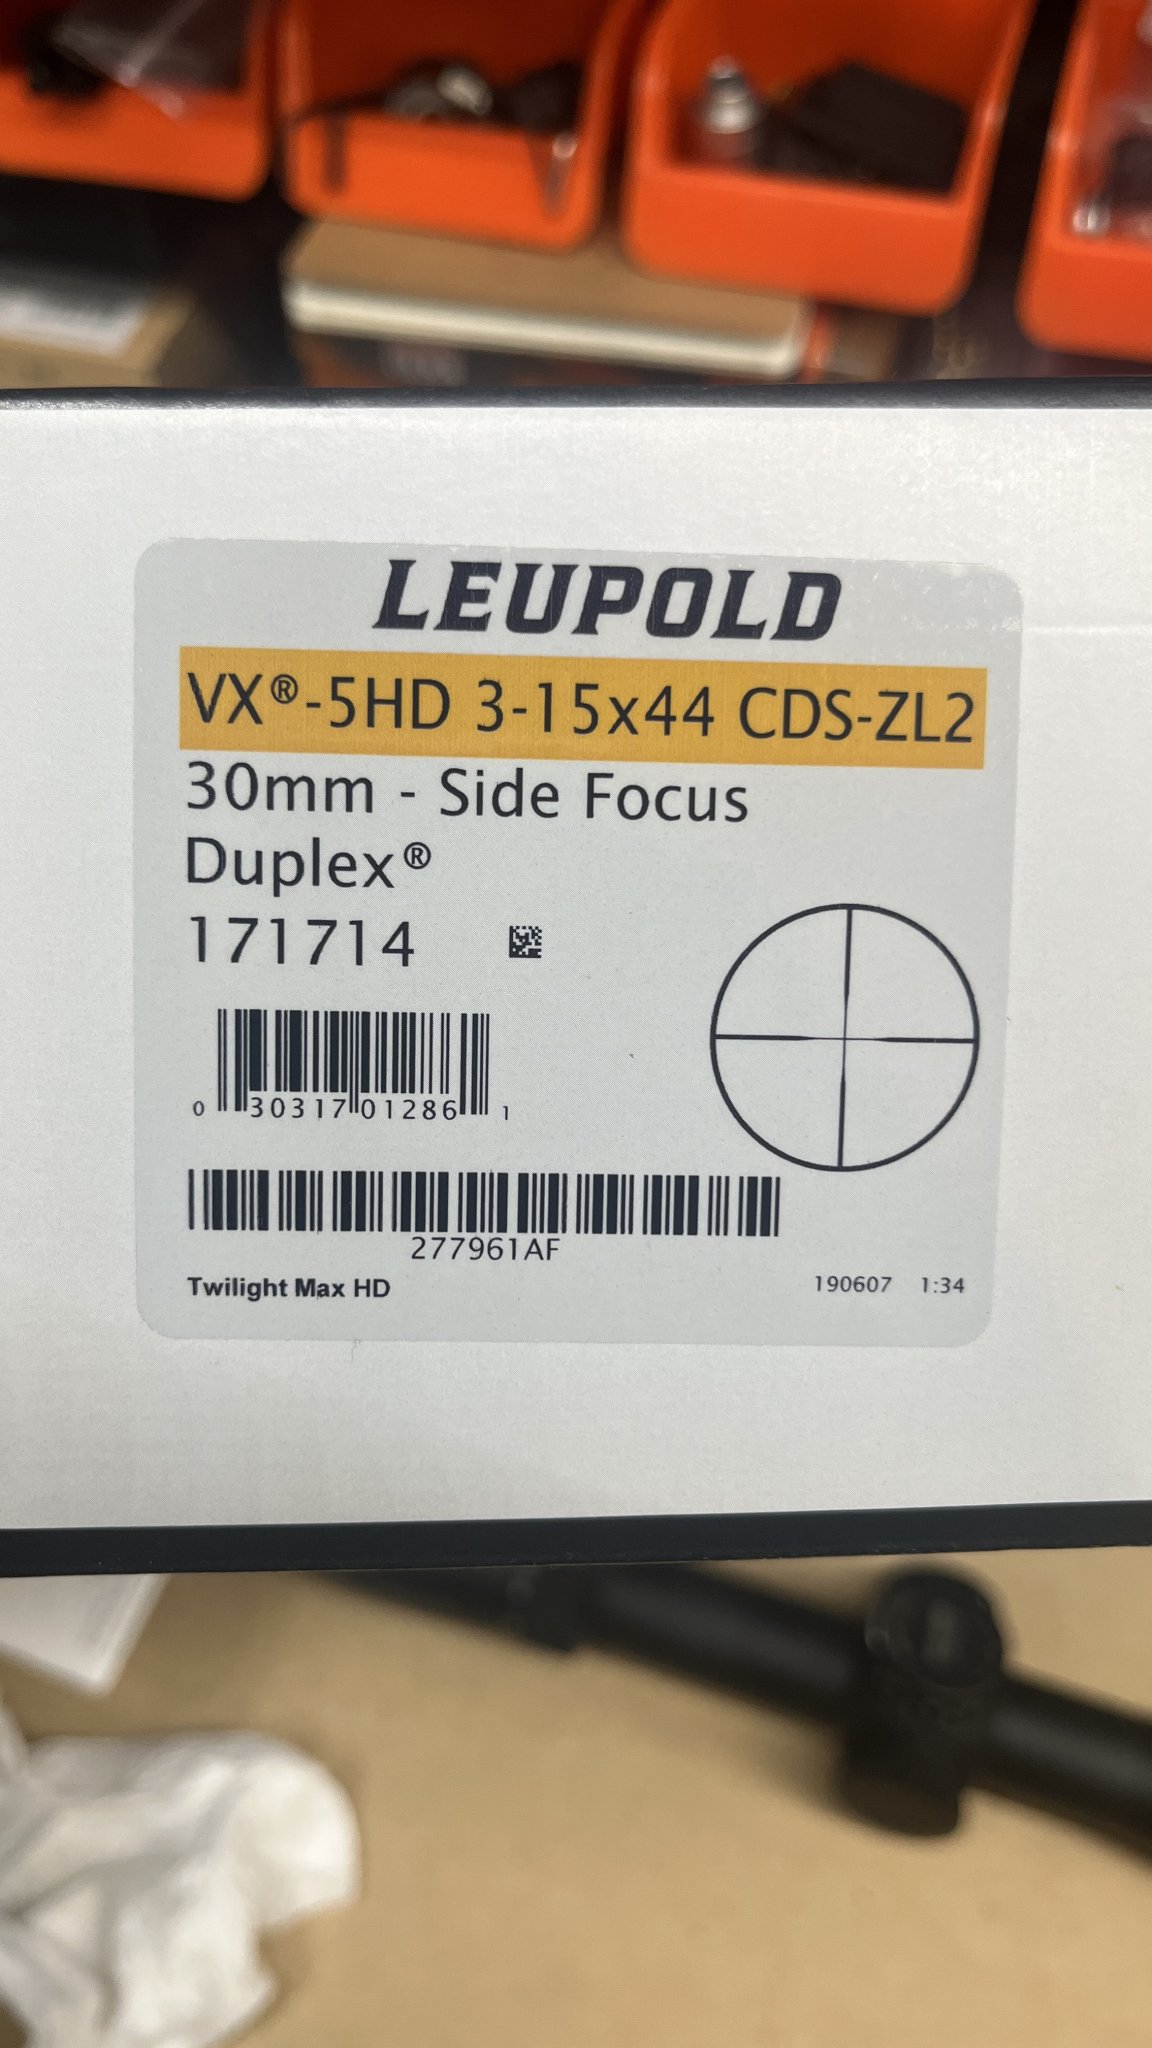 LEUPOLD
VX®-5HD 3-15x44 CDS-ZL2
30mm - Side Focus
Duplex®
171714
0 30317 01286 1
277961AF
Twilight Max HD 190607 1:34